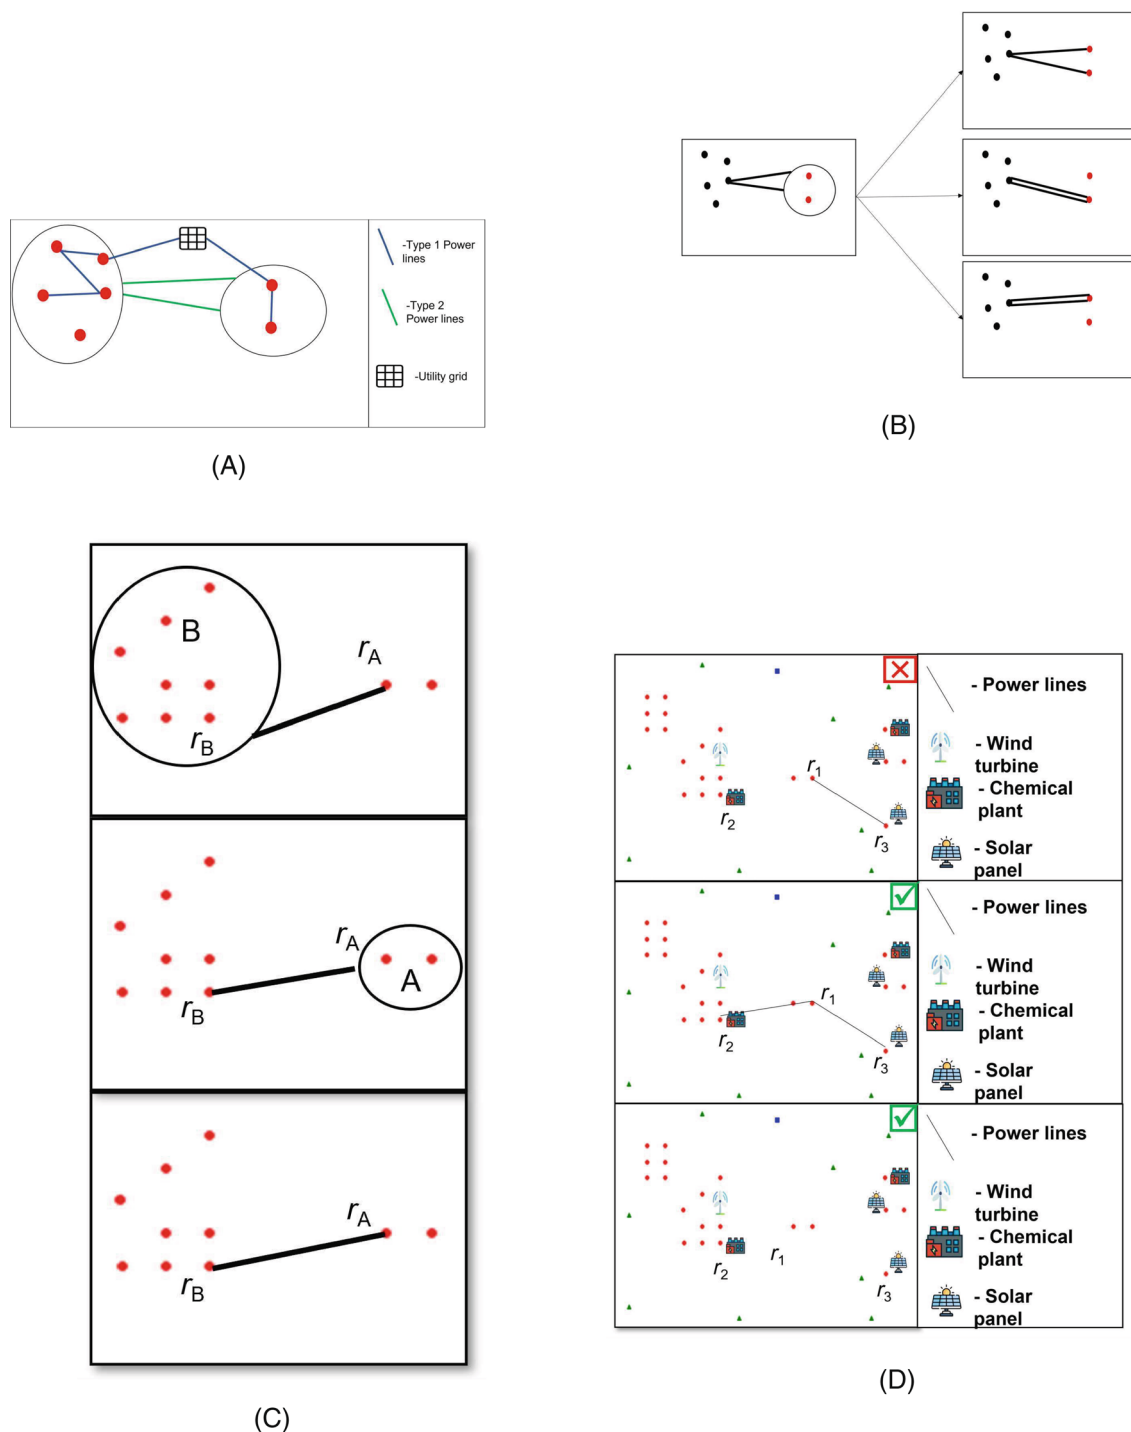 -Type 1 Power
lines
-Type 2
Power lines
-Utility grid
(A)
(B)
B
rA
rB
rA
A
rB
rA
rB
(C)
r1
r2
r3
- Power lines
- Wind
turbine
- Chemical
plant
- Solar
panel
r1
r2
r3
- Power lines
- Wind
turbine
- Chemical
plant
- Solar
panel
r1
r2
r3
- Power lines
- Wind
turbine
- Chemical
plant
- Solar
panel
(D)